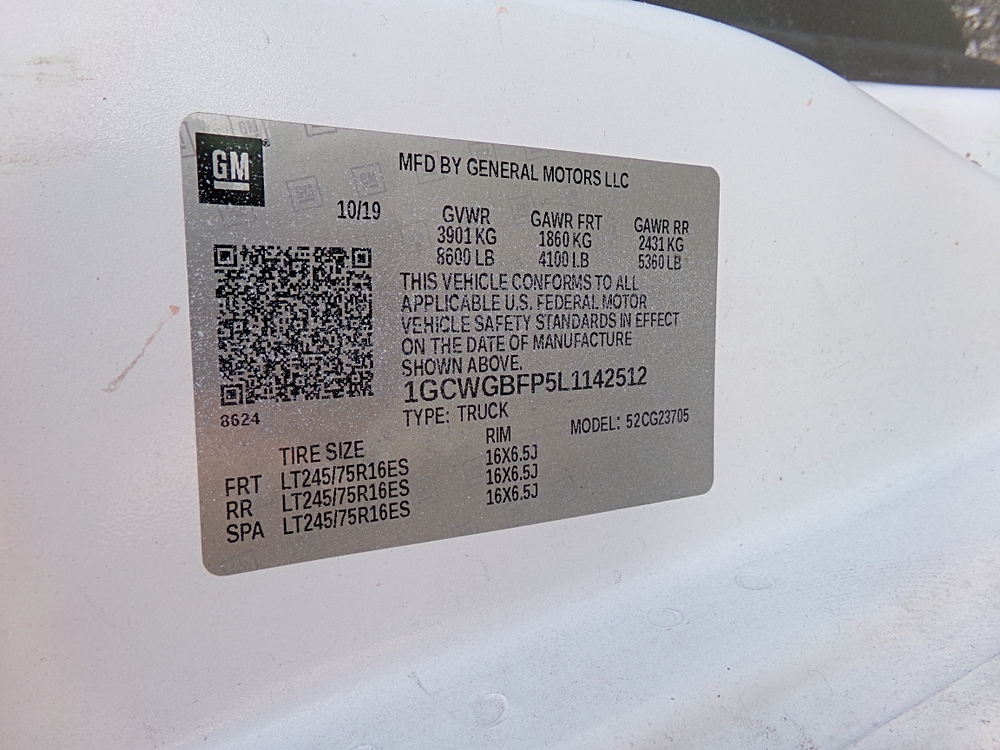 GM
MFD BY GENERAL MOTORS LLC
10/19
GVWR GAWR FRT GAWR RR
3901 KG 1860 KG 2431 KG
8600 LB 4100 LB 5360 LB
THIS VEHICLE CONFORMS TO ALL
APPLICABLE U.S. FEDERAL MOTOR
VEHICLE SAFETY STANDARDS IN EFFECT
ON THE DATE OF MANUFACTURE
SHOWN ABOVE.
1GCWGBFP5L1142512
8624
TYPE: TRUCK MODEL: 52CG23705
TIRE SIZE RIM
FRT LT245/75R16ES 16X6.5J
RR LT245/75R16ES 16X6.5J
SPA LT245/75R16ES 16X6.5J